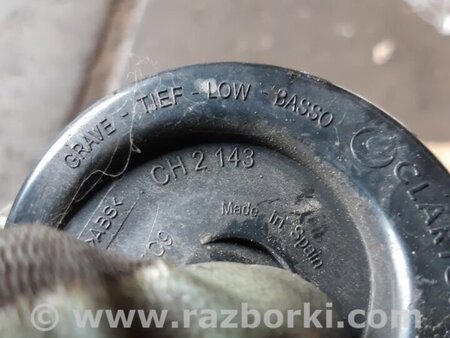 GRAVE - TIEF - LOW - BASSO
CH 2 143
Made in Spain
www.razborki.com